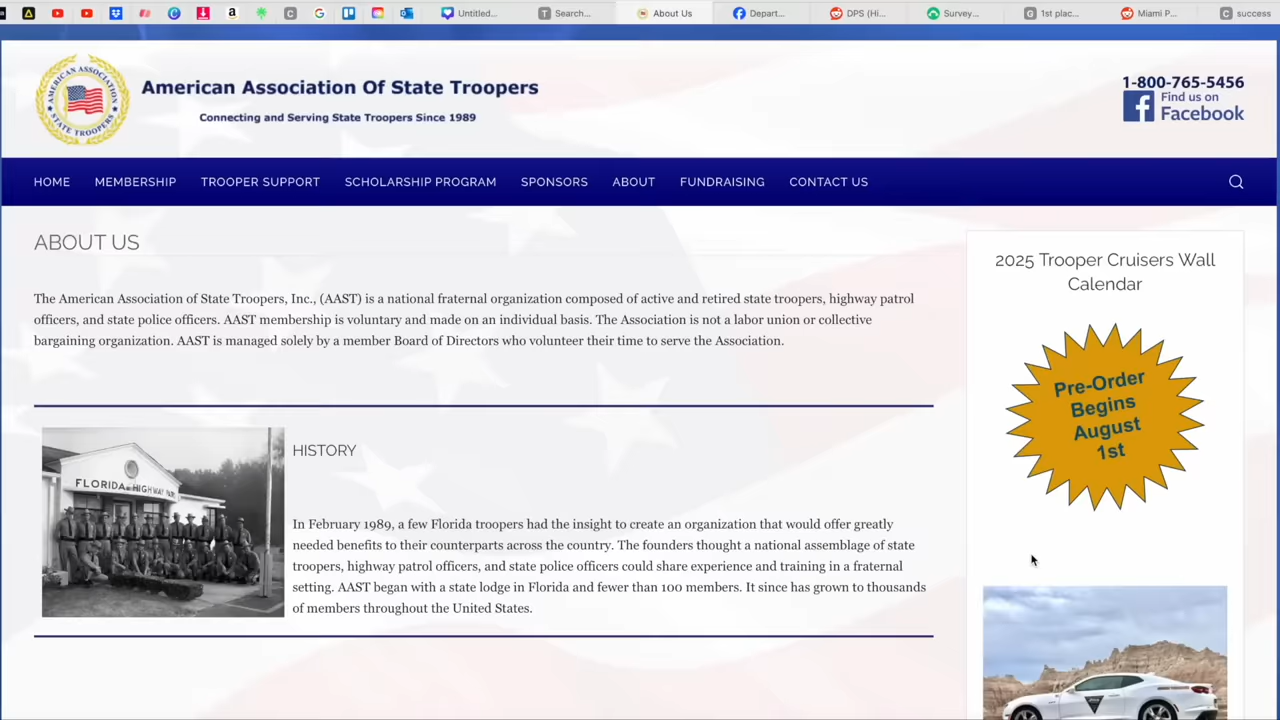 Untitled...
Search...
About Us
Depart...
DPS (Hi...
Survey...
1st plac...
Miami P...
success
AMERICAN ASSOCIATION
STATE TROOPERS
American Association Of State Troopers
Connecting and Serving State Troopers Since 1989
1-800-765-5456
Find us on
Facebook
HOME MEMBERSHIP TROOPER SUPPORT SCHOLARSHIP PROGRAM SPONSORS ABOUT FUNDRAISING CONTACT US
ABOUT US
The American Association of State Troopers, Inc., (AAST) is a national fraternal organization composed of active and retired state troopers, highway patrol
officers, and state police officers. AAST membership is voluntary and made on an individual basis. The Association is not a labor union or collective
bargaining organization. AAST is managed solely by a member Board of Directors who volunteer their time to serve the Association.
FLORIDA HIGHWAY
HISTORY
In February 1989, a few Florida troopers had the insight to create an organization that would offer greatly
needed benefits to their counterparts across the country. The founders thought a national assemblage of state
troopers, highway patrol officers, and state police officers could share experience and training in a fraternal
setting. AAST began with a state lodge in Florida and fewer than 100 members. It since has grown to thousands
of members throughout the United States.
2025 Trooper Cruisers Wall
Calendar
Pre-Order
Begins
August
1st